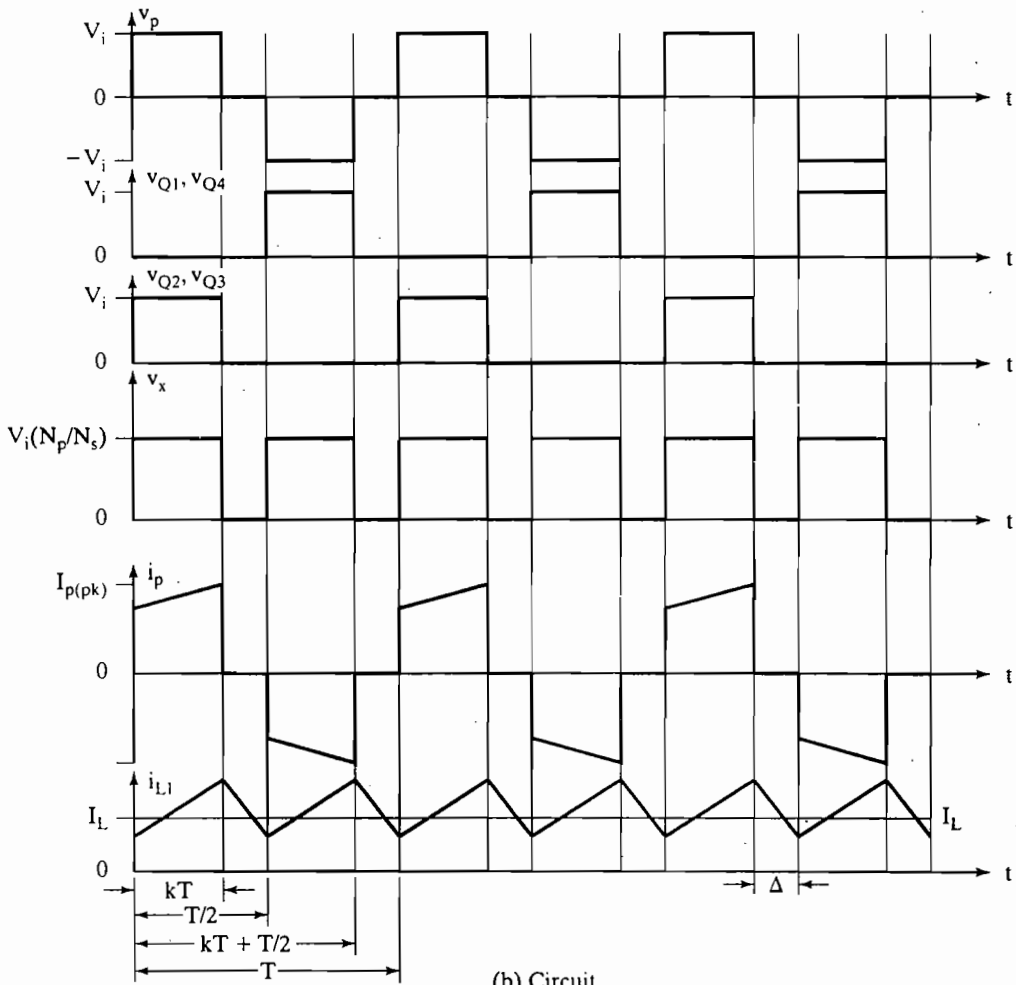 v_p
V_i
0
t
−V_i
v_Q1, v_Q4
V_i
0
t
v_Q2, v_Q3
V_i
0
t
v_x
V_i(N_p/N_s)
0
t
i_p
I_p(pk)
0
t
i_L1
I_L
I_L
0
t
kT
Δ
T/2
kT + T/2
T
(b) Circuit